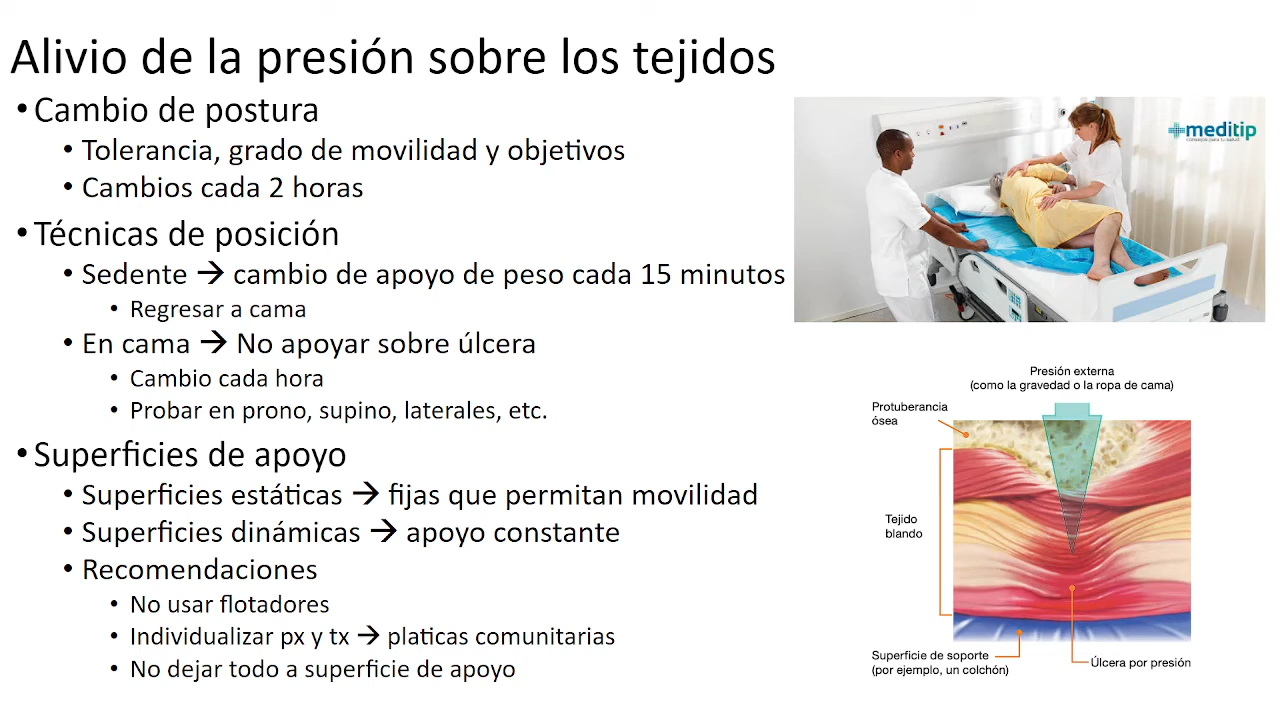 Alivio de la presión sobre los tejidos
• Cambio de postura
• Tolerancia, grado de movilidad y objetivos
• Cambios cada 2 horas
• Técnicas de posición
• Sedente → cambio de apoyo de peso cada 15 minutos
• Regresar a cama
• En cama → No apoyar sobre úlcera
• Cambio cada hora
• Probar en prono, supino, laterales, etc.
• Superficies de apoyo
• Superficies estáticas → fijas que permitan movilidad
• Superficies dinámicas → apoyo constante
• Recomendaciones
• No usar flotadores
• Individualizar px y tx → platicas comunitarias
• No dejar todo a superficie de apoyo
meditip
consejos para tu salud
Presión externa
(como la gravedad o la ropa de cama)
Protuberancia
ósea
Tejido
blando
Superficie de soporte
(por ejemplo, un colchón)
Úlcera por presión